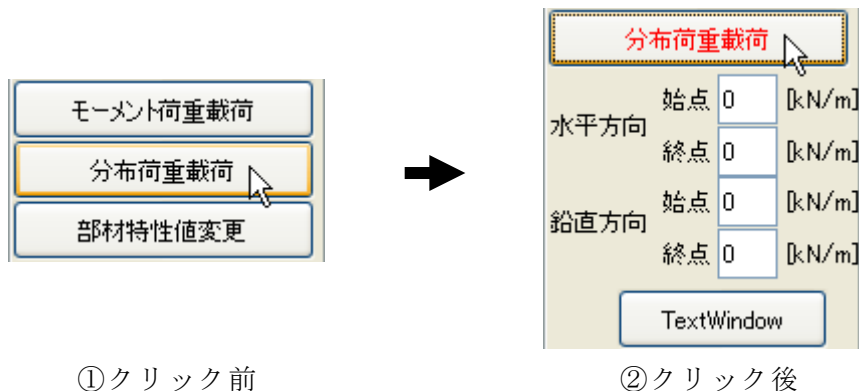 モーメント荷重載荷
分布荷重載荷
部材特性値変更
①クリック前
分布荷重載荷
水平方向
始点 0 [kN/m]
終点 0 [kN/m]
鉛直方向
始点 0 [kN/m]
終点 0 [kN/m]
TextWindow
②クリック後